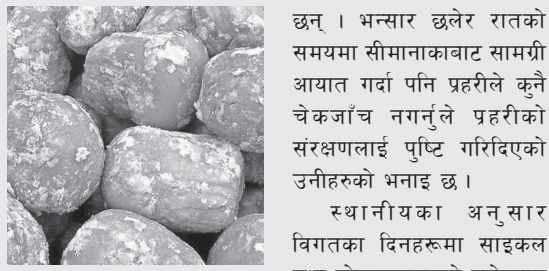 छन् । भन्सार छलेर रातको
समयमा सीमानाकाबाट सामग्री
आयात गर्दा पनि प्रहरीले कुनै
चेकजाँच नगर्नुले प्रहरीको
संरक्षणलाई पुष्टि गरिदिएको
उनीहरुको भनाइ छ ।
स्थानीयका अनुसार
विगतका दिनहरूमा साइकल